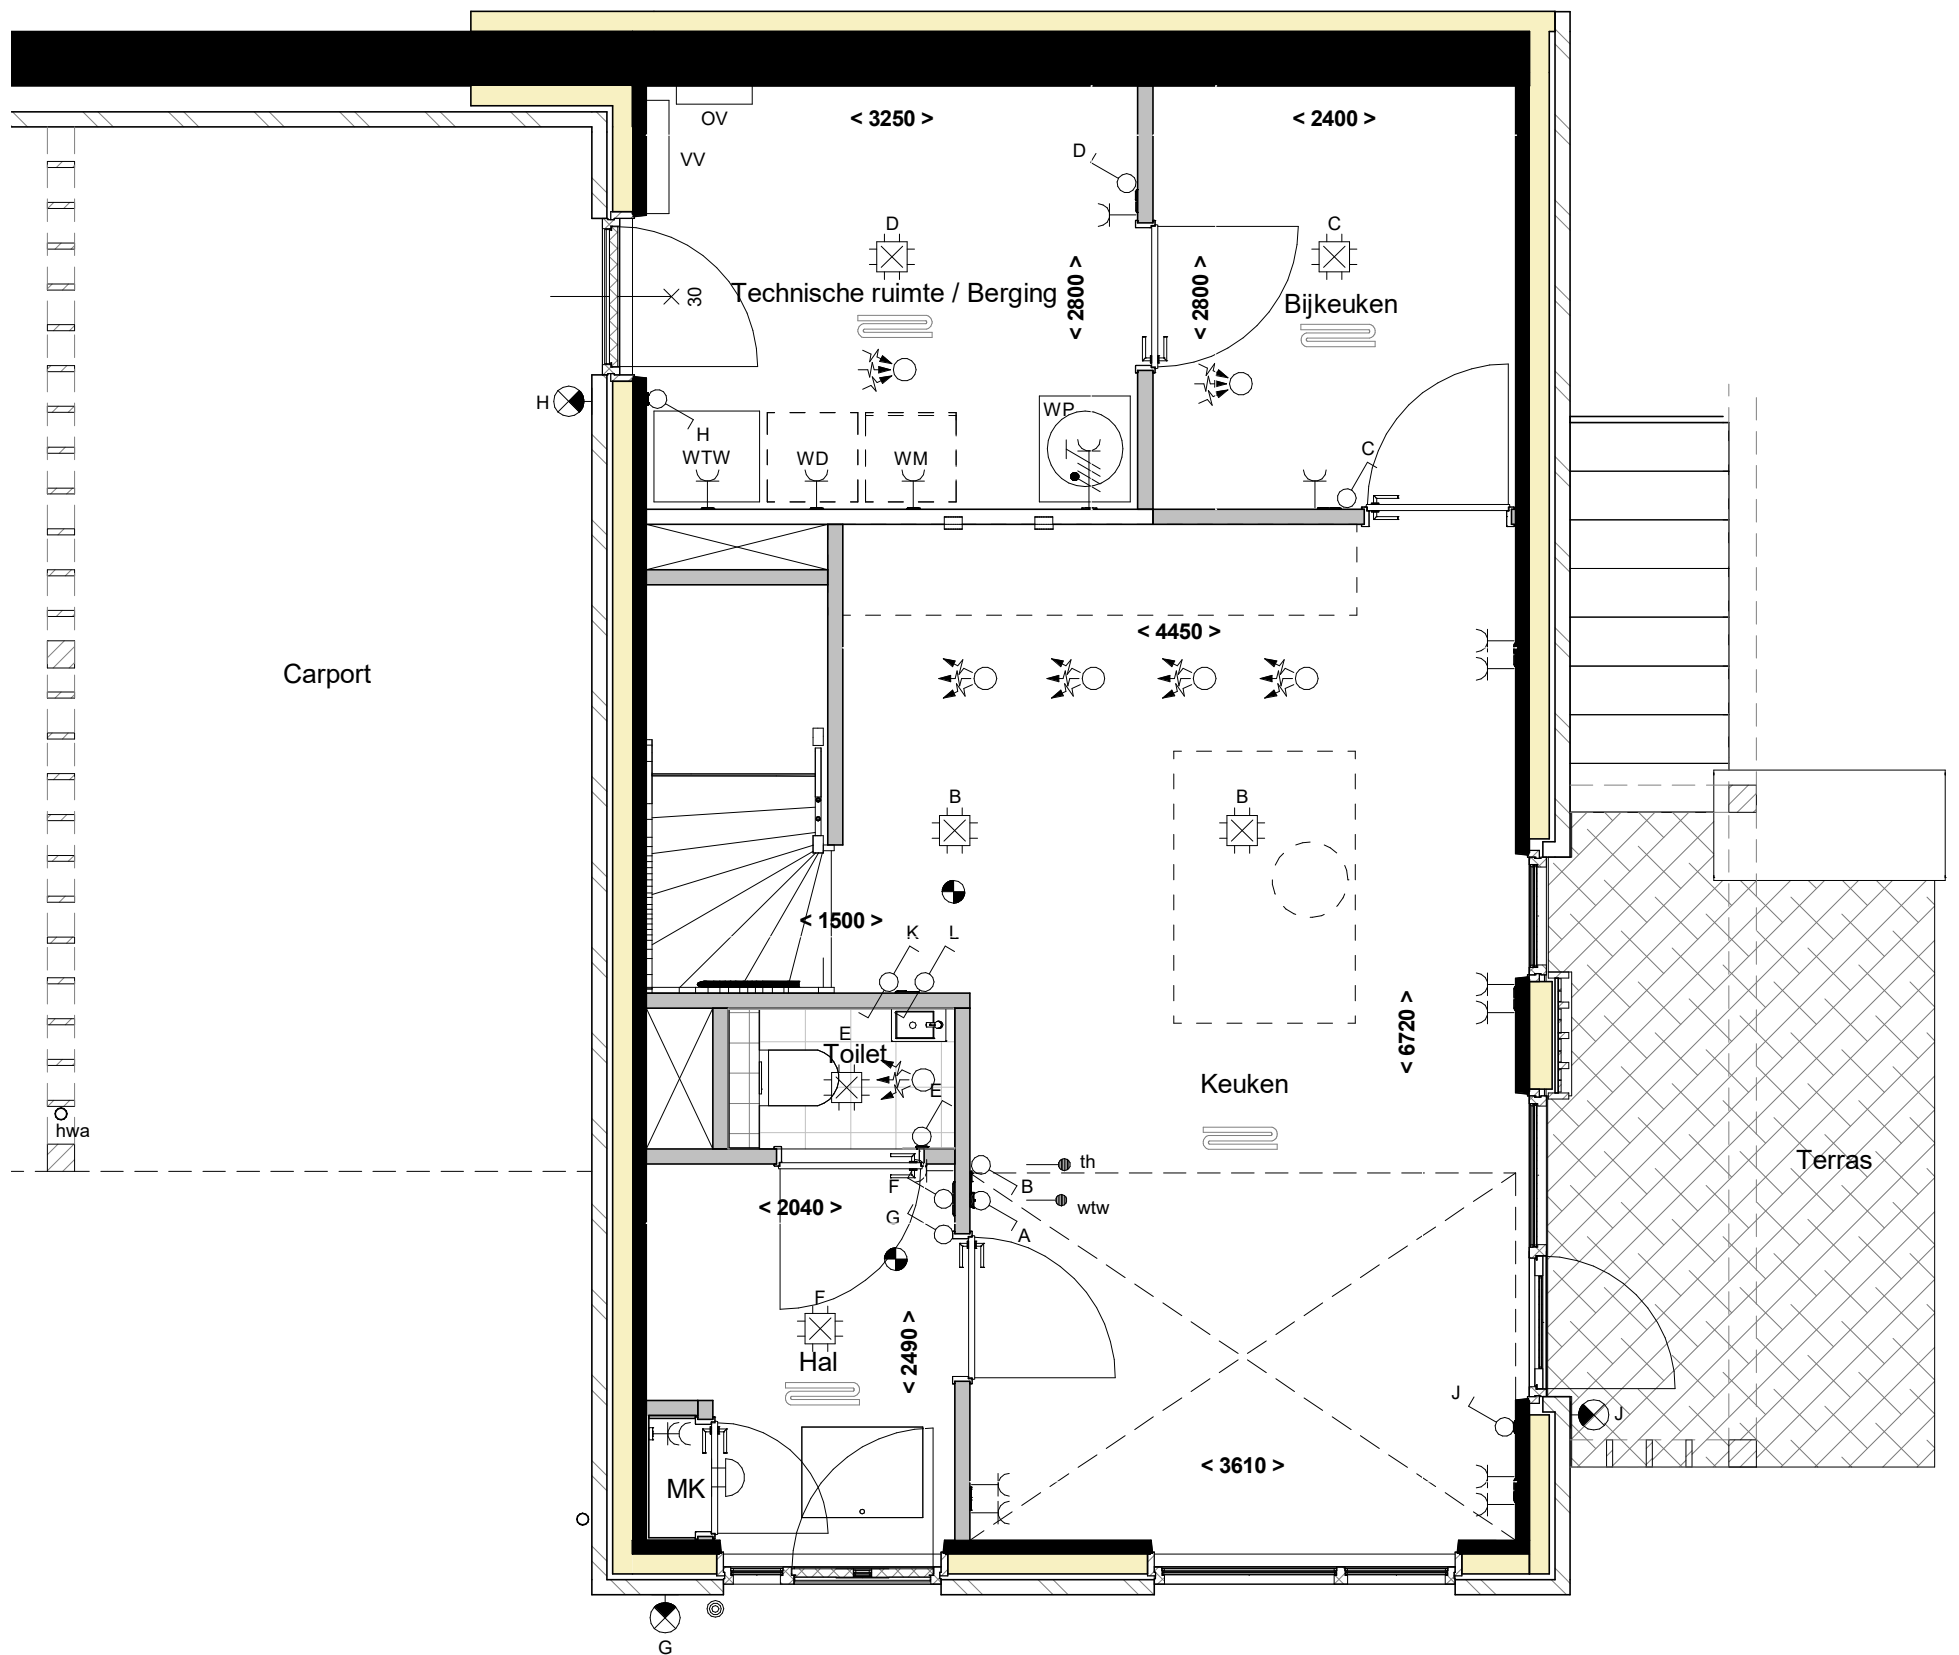 OV
< 3250 >
< 2400 >
VV
D
D
C
< 2800 >
< 2800 >
30
Technische ruimte / Berging
Bijkeuken
H
H
WTW
WD
WM
WP
C
< 4450 >
Carport
B
B
< 1500 >
K
L
< 6720 >
E
Toilet
E
Keuken
hwa
th
B
wtw
A
F
G
< 2040 >
Terras
F
Hal
< 2490 >
J
J
MK
< 3610 >
G